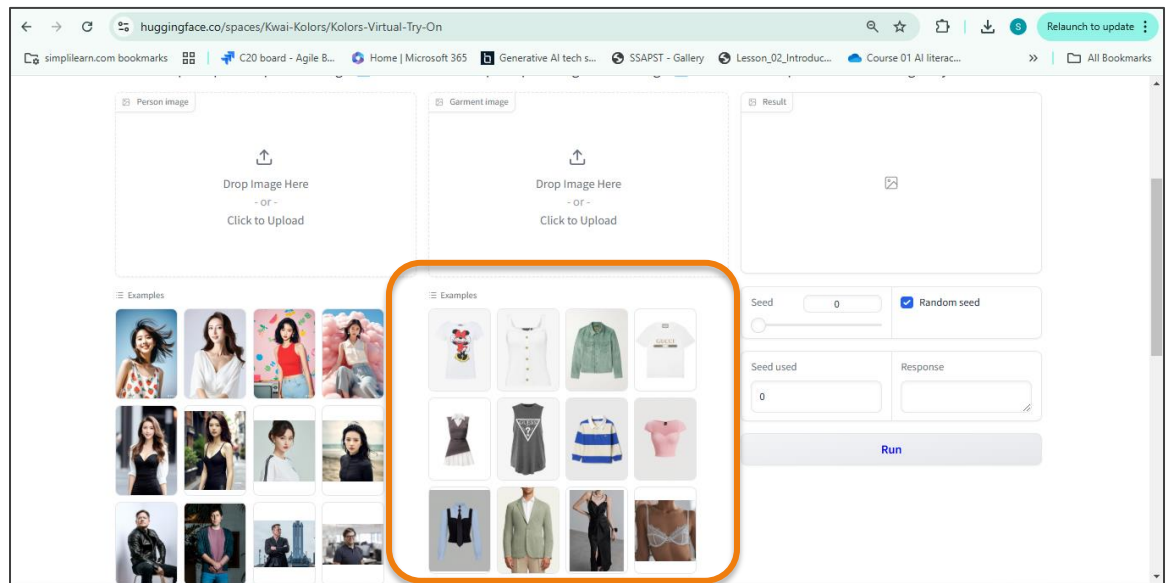 huggingface.co/spaces/Kwai-Kolors/Kolors-Virtual-Try-On
S
Relaunch to update
simplilearn.com bookmarks
C20 board - Agile B...
Home | Microsoft 365
Generative AI tech s...
SSAPST - Gallery
Lesson_02_Introduc...
Course 01 AI literac...
»
All Bookmarks
Person image
Garment image
Result
Drop Image Here
- or -
Click to Upload
Drop Image Here
- or -
Click to Upload
Examples
Examples
GUCCI
?
Seed
0
Random seed
Seed used
0
Response
Run